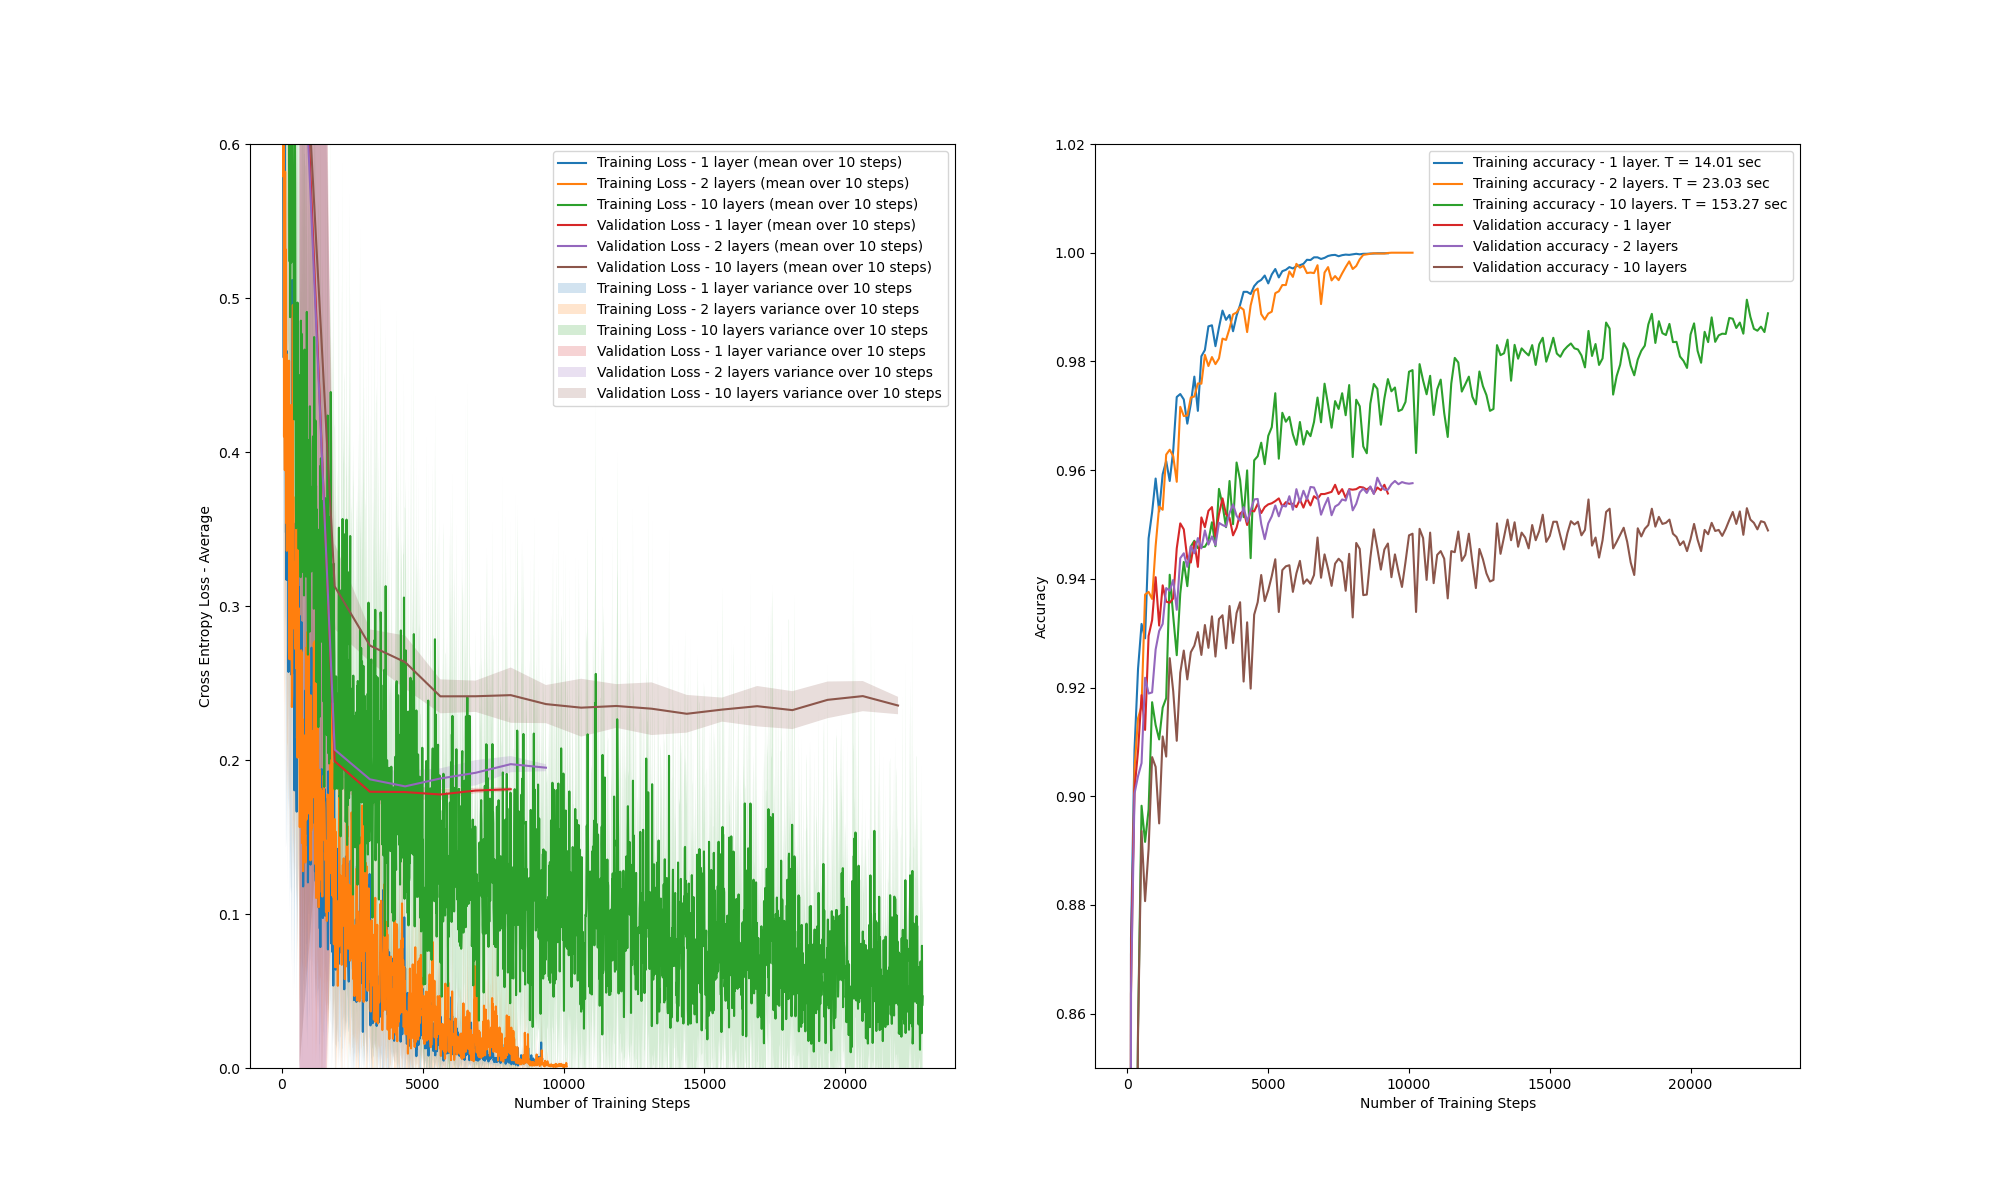 0.6
0.5
0.4
0.3
0.2
0.1
0.0
Cross Entropy Loss - Average
0
5000
10000
15000
20000
Number of Training Steps
Training Loss - 1 layer (mean over 10 steps)
Training Loss - 2 layers (mean over 10 steps)
Training Loss - 10 layers (mean over 10 steps)
Validation Loss - 1 layer (mean over 10 steps)
Validation Loss - 2 layers (mean over 10 steps)
Validation Loss - 10 layers (mean over 10 steps)
Training Loss - 1 layer variance over 10 steps
Training Loss - 2 layers variance over 10 steps
Training Loss - 10 layers variance over 10 steps
Validation Loss - 1 layer variance over 10 steps
Validation Loss - 2 layers variance over 10 steps
Validation Loss - 10 layers variance over 10 steps
1.02
1.00
0.98
0.96
0.94
0.92
0.90
0.88
0.86
Accuracy
0
5000
10000
15000
20000
Number of Training Steps
Training accuracy - 1 layer. T = 14.01 sec
Training accuracy - 2 layers. T = 23.03 sec
Training accuracy - 10 layers. T = 153.27 sec
Validation accuracy - 1 layer
Validation accuracy - 2 layers
Validation accuracy - 10 layers